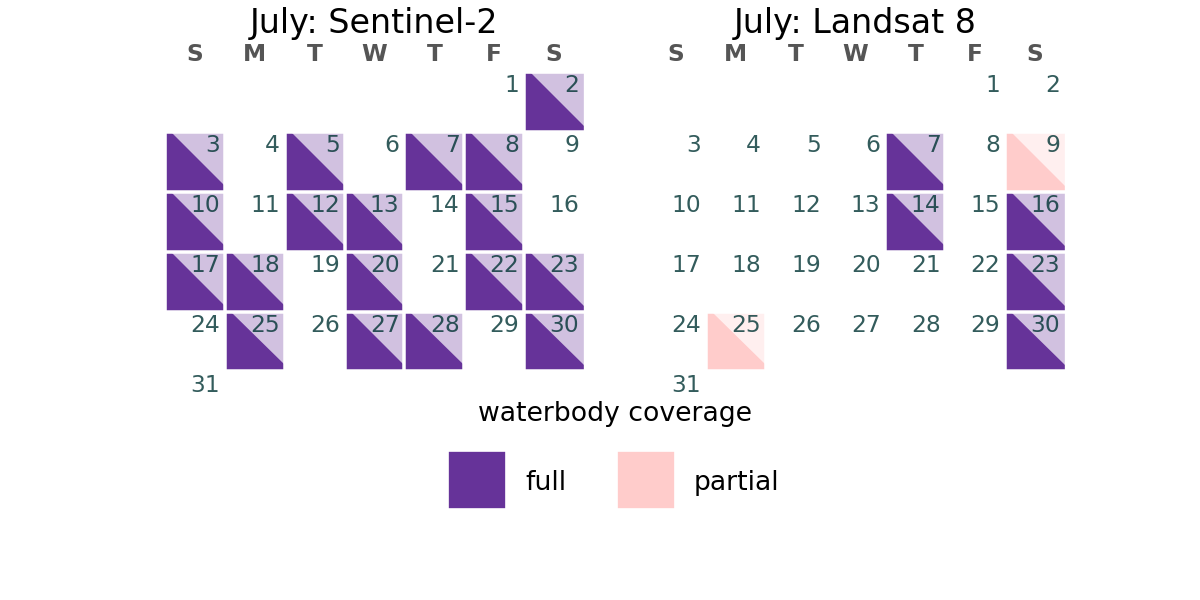 July: Sentinel-2
S M T W T F S
1 2
3 4 5 6 7 8 9
10 11 12 13 14 15 16
17 18 19 20 21 22 23
24 25 26 27 28 29 30
31
July: Landsat 8
S M T W T F S
1 2
3 4 5 6 7 8 9
10 11 12 13 14 15 16
17 18 19 20 21 22 23
24 25 26 27 28 29 30
31
waterbody coverage
full partial